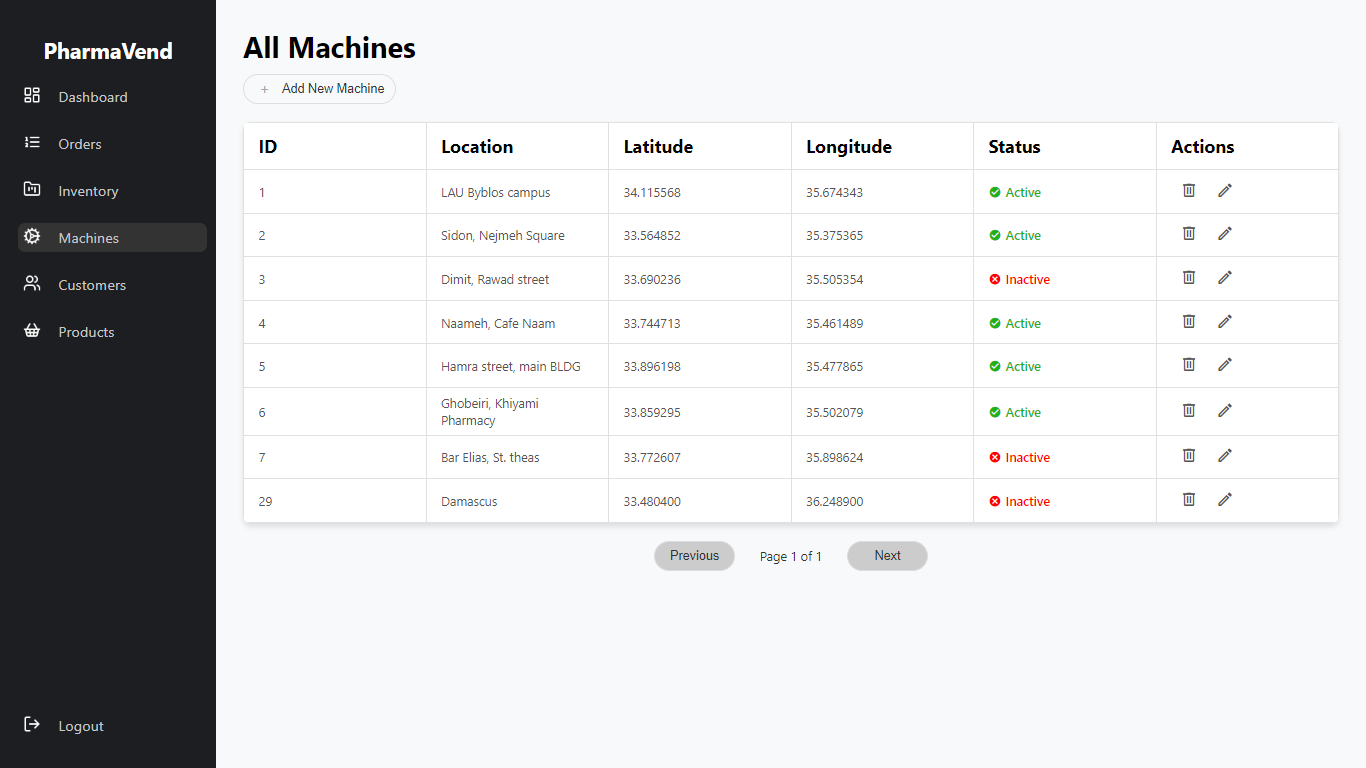 PharmaVend
Dashboard
Orders
Inventory
Machines
Customers
Products
Logout
All Machines
+ Add New Machine
ID Location Latitude Longitude Status Actions
1 LAU Byblos campus 34.115568 35.674343 Active
2 Sidon, Nejmeh Square 33.564852 35.375365 Active
3 Dimit, Rawad street 33.690236 35.505354 Inactive
4 Naameh, Cafe Naam 33.744713 35.461489 Active
5 Hamra street, main BLDG 33.896198 35.477865 Active
6 Ghobeiri, Khiyami 33.859295 35.502079 Active
Pharmacy
7 Bar Elias, St. theas 33.772607 35.898624 Inactive
29 Damascus 33.480400 36.248900 Inactive
Previous Page 1 of 1 Next